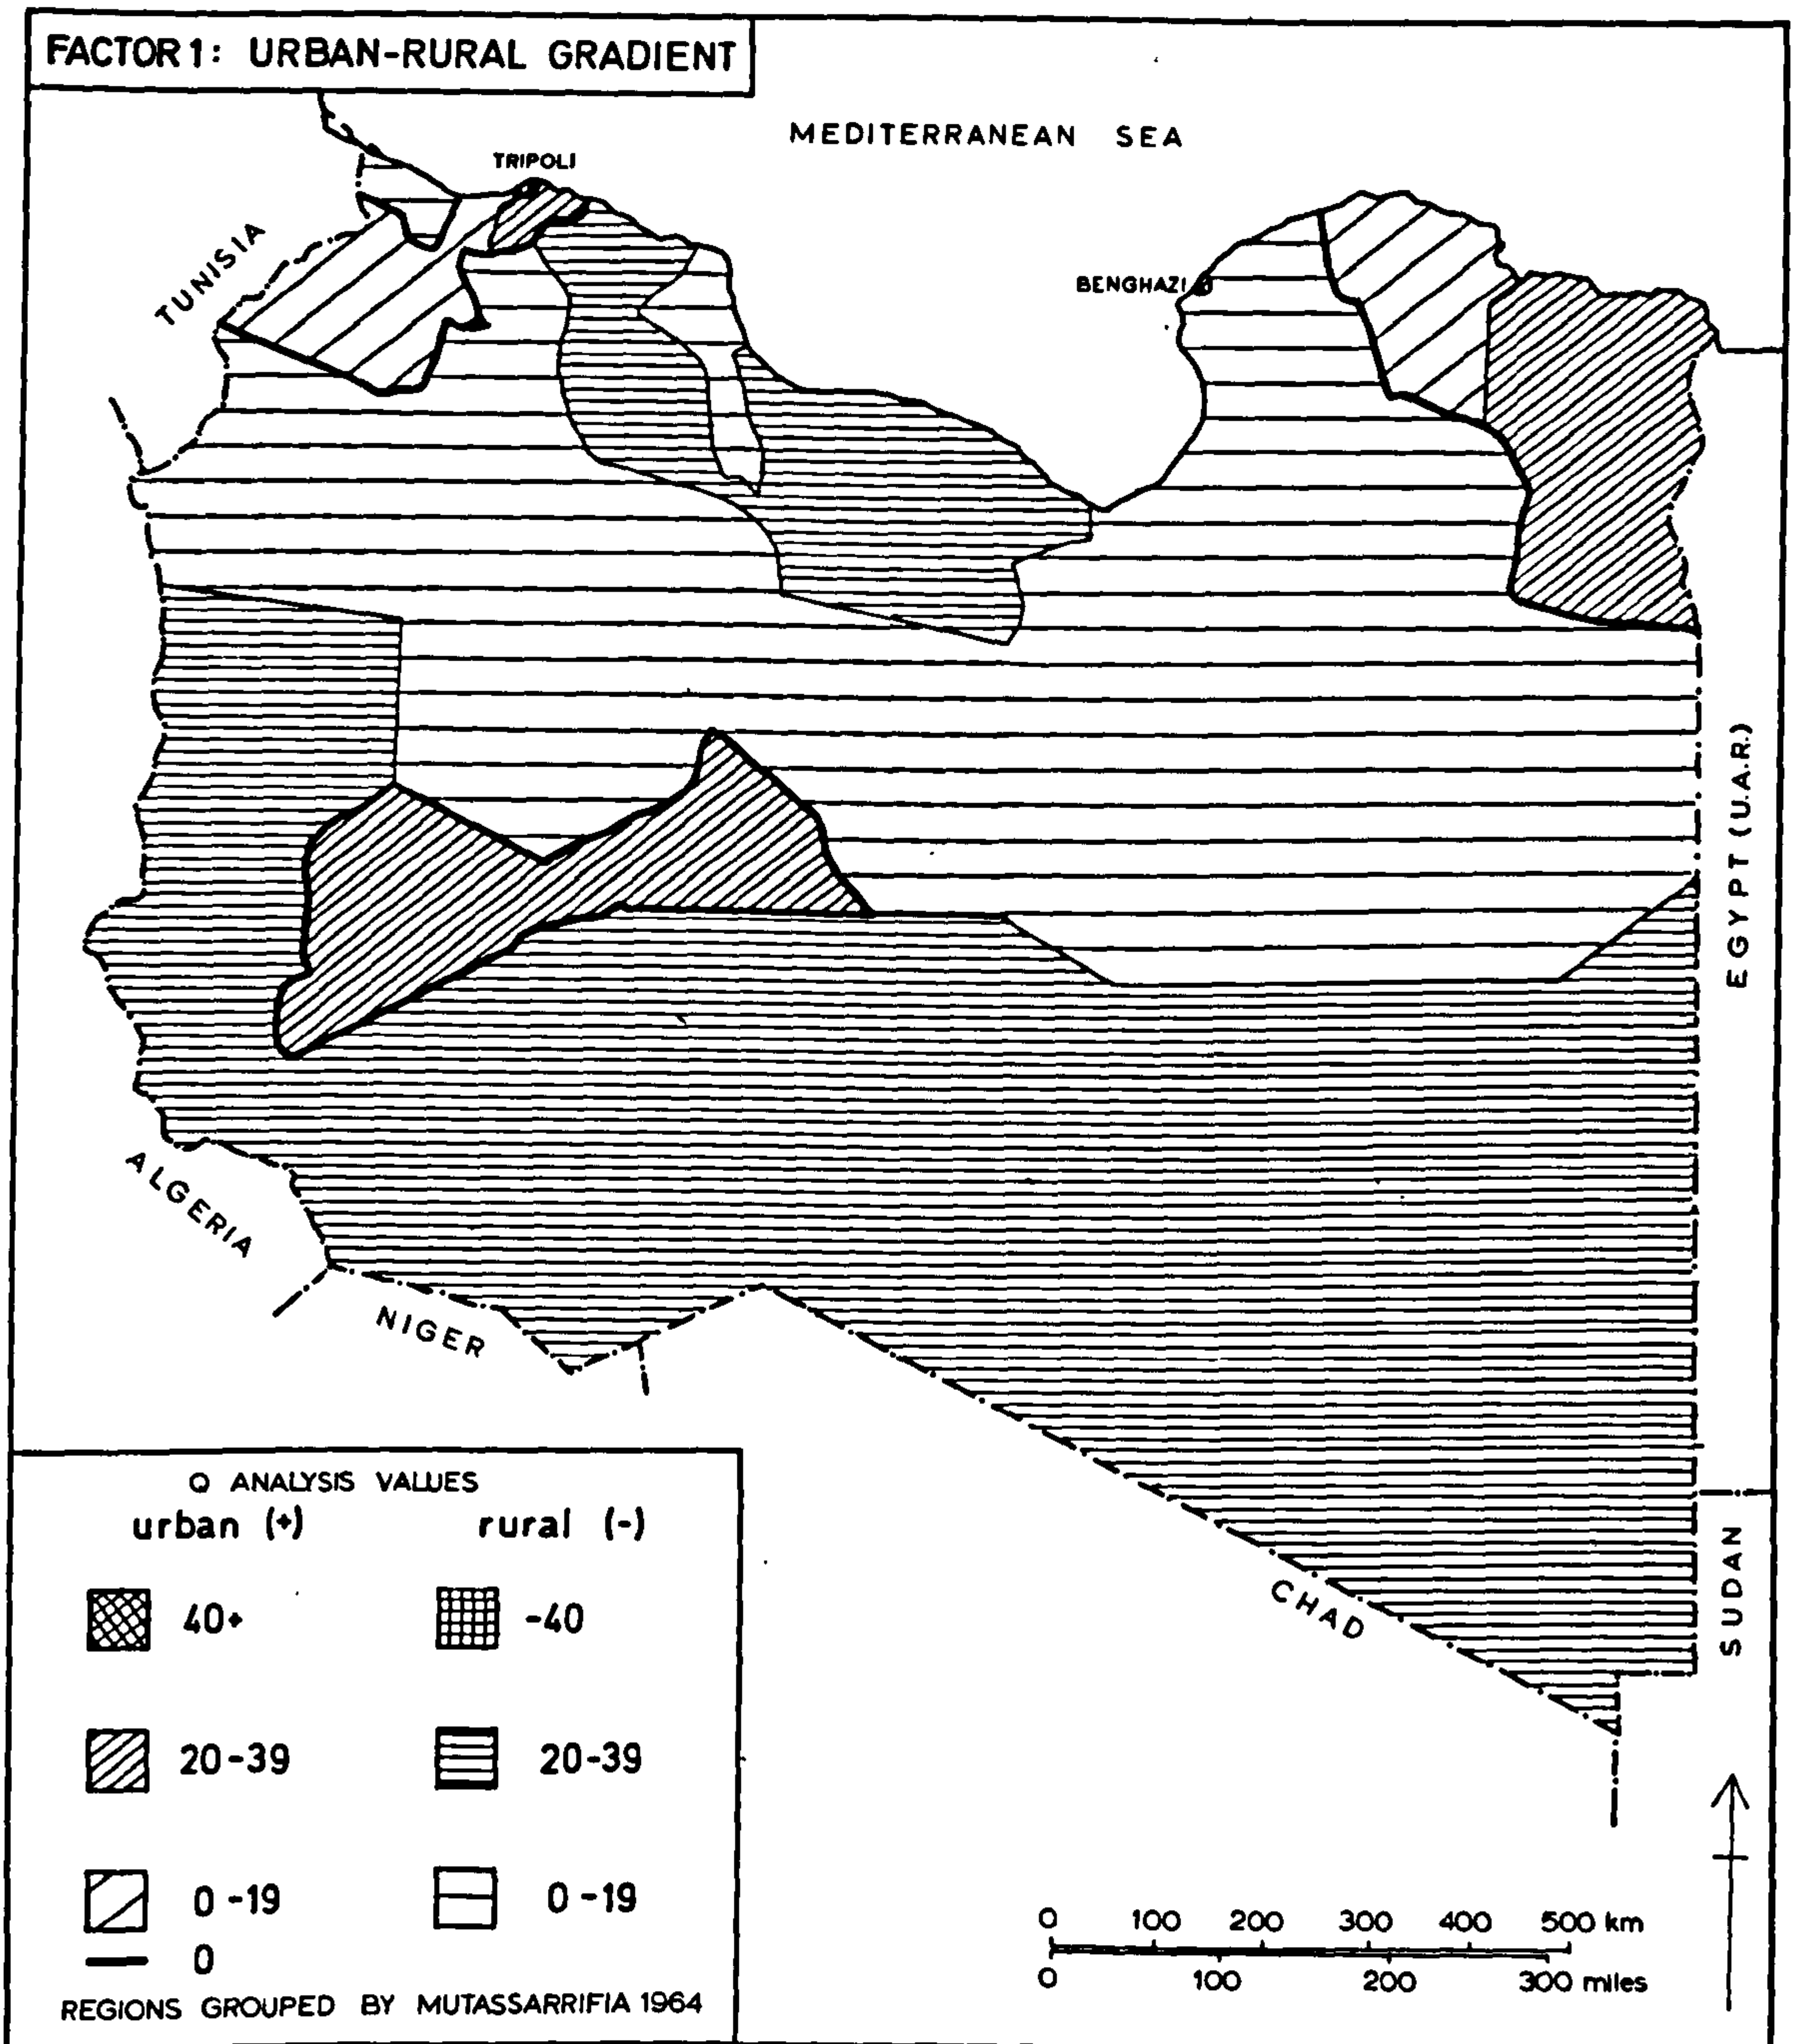 FACTOR 1: URBAN-RURAL GRADIENT
MEDITERRANEAN SEA
TRIPOLI
TUNISIA
BENGHAZI
EGYPT (U.A.R.)
ALGERIA
NIGER
CHAD
SUDAN
Q ANALYSIS VALUES
urban (+) rural (-)
40+ -40
20-39 20-39
0-19 0-19
0
REGIONS GROUPED BY MUTASSARRIFIA 1964
0 100 200 300 400 500 km
0 100 200 300 miles